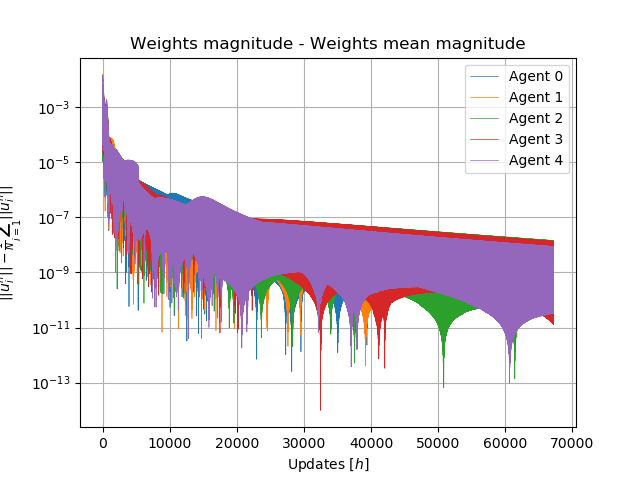 Weights magnitude - Weights mean magnitude
Agent 0
Agent 1
Agent 2
Agent 3
Agent 4
10⁻³
10⁻⁵
10⁻⁷
10⁻⁹
10⁻¹¹
10⁻¹³
0 10000 20000 30000 40000 50000 60000 70000
Updates [h]